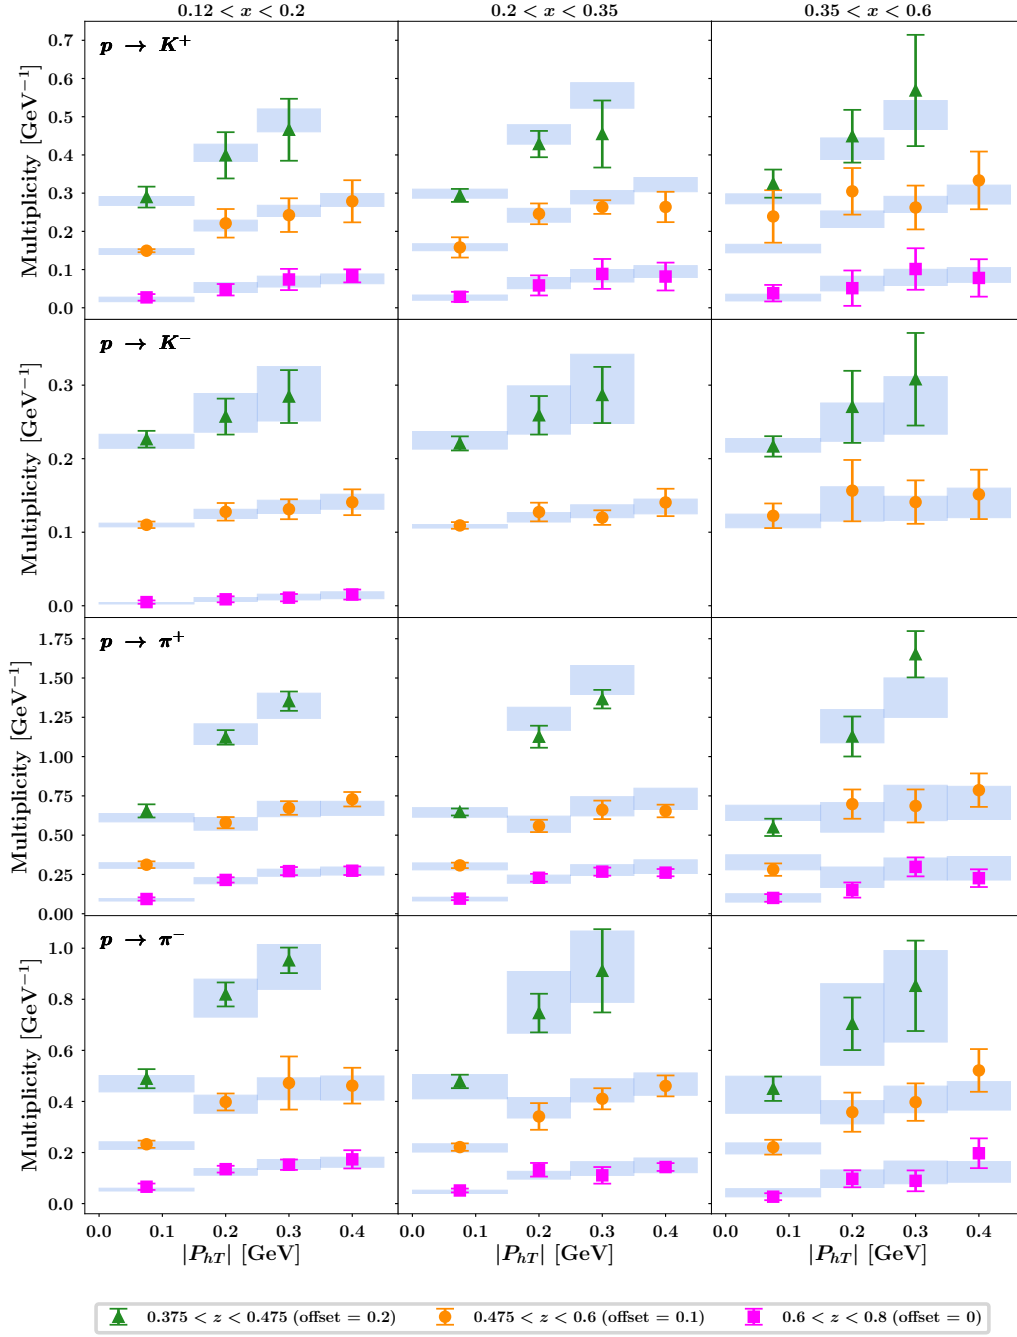 0.12 < x < 0.2
0.2 < x < 0.35
0.35 < x < 0.6
p → K⁺
Multiplicity [GeV⁻¹]
0.7
0.6
0.5
0.4
0.3
0.2
0.1
0.0
p → K⁻
Multiplicity [GeV⁻¹]
0.3
0.2
0.1
0.0
p → π⁺
Multiplicity [GeV⁻¹]
1.75
1.50
1.25
1.00
0.75
0.50
0.25
0.00
p → π⁻
Multiplicity [GeV⁻¹]
1.0
0.8
0.6
0.4
0.2
0.0
0.0 0.1 0.2 0.3 0.4
0.0 0.1 0.2 0.3 0.4
0.0 0.1 0.2 0.3 0.4
|P_{hT}| [GeV]
|P_{hT}| [GeV]
|P_{hT}| [GeV]
0.375 < z < 0.475 (offset = 0.2)
0.475 < z < 0.6 (offset = 0.1)
0.6 < z < 0.8 (offset = 0)